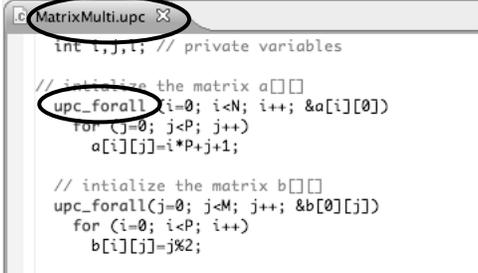 .c MatrixMulti.upc
int i,j,l; // private variables
// intialize the matrix a[][]
upc_forall (i=0; i<N; i++; &a[i][0])
for (j=0; j<P; j++)
a[i][j]=i*P+j+1;
// intialize the matrix b[][]
upc_forall(j=0; j<M; j++; &b[0][j])
for (i=0; i<P; i++)
b[i][j]=j%2;